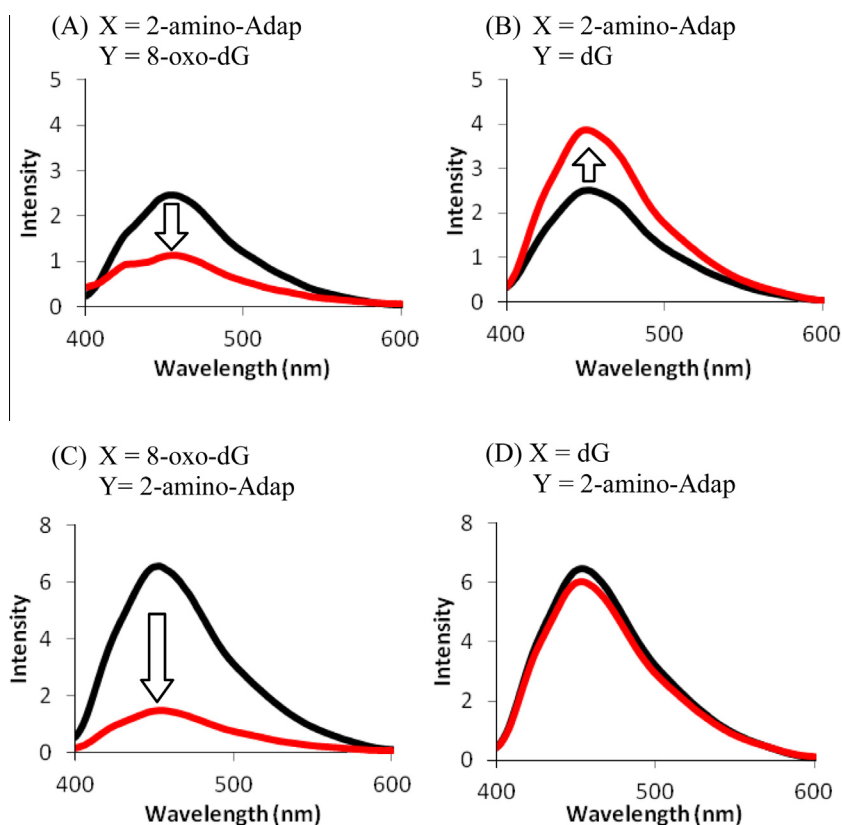 (A) X = 2-amino-Adap
Y = 8-oxo-dG
5
4
3
2
1
0
Intensity
400
500
600
Wavelength (nm)
(B) X = 2-amino-Adap
Y = dG
5
4
3
2
1
0
Intensity
400
500
600
Wavelength (nm)
(C) X = 8-oxo-dG
Y= 2-amino-Adap
8
6
4
2
0
Intensity
400
500
600
Wavelength (nm)
(D) X = dG
Y = 2-amino-Adap
8
6
4
2
0
Intensity
400
500
600
Wavelength (nm)